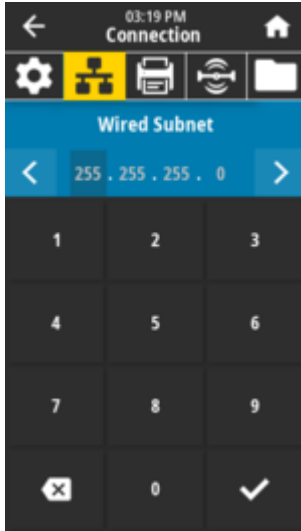 03:19 PM
Connection
Wired Subnet
255 . 255 . 255 . 0
1 2 3
4 5 6
7 8 9
0